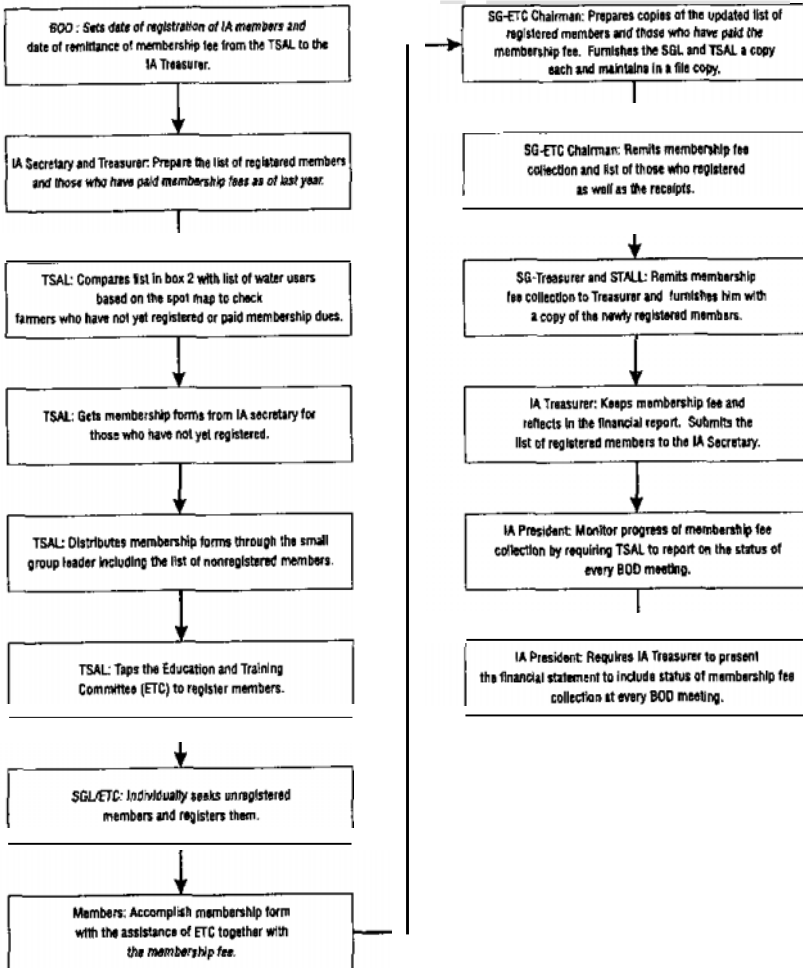 BOD : Sets date of registration of IA members and
date of remittance of membership fee from the TSAL to the
IA Treasurer.
IA Secretary and Treasurer: Prepare the list of registered members
and those who have paid membership fees as of last year.
TSAL: Compares list in box 2 with list of water users
based on the spot map to check
farmers who have not yet registered or paid membership dues.
TSAL: Gets membership forms from IA secretary for
those who have not yet registered.
TSAL: Distributes membership forms through the small
group leader including the list of nonregistered members.
TSAL: Taps the Education and Training
Committee (ETC) to register members.
SGL/ETC: Individually seeks unregistered
members and registers them.
Members: Accomplish membership form
with the assistance of ETC together with
the membership fee.
SG-ETC Chairman: Prepares copies of the updated list of
registered members and those who have paid the
membership fee. Furnishes the SGL and TSAL a copy
each and maintains in a file copy.
SG-ETC Chairman: Remits membership fee
collection and list of those who registered
as well as the receipts.
SG-Treasurer and STALL: Remits membership
fee collection to Treasurer and furnishes him with
a copy of the newly registered members.
IA Treasurer: Keeps membership fee and
reflects in the financial report. Submits the
list of registered members to the IA Secretary.
IA President: Monitor progress of membership fee
collection by requiring TSAL to report on the status of
every BOD meeting.
IA President: Requires IA Treasurer to present
the financial statement to include status of membership fee
collection at every BOD meeting.